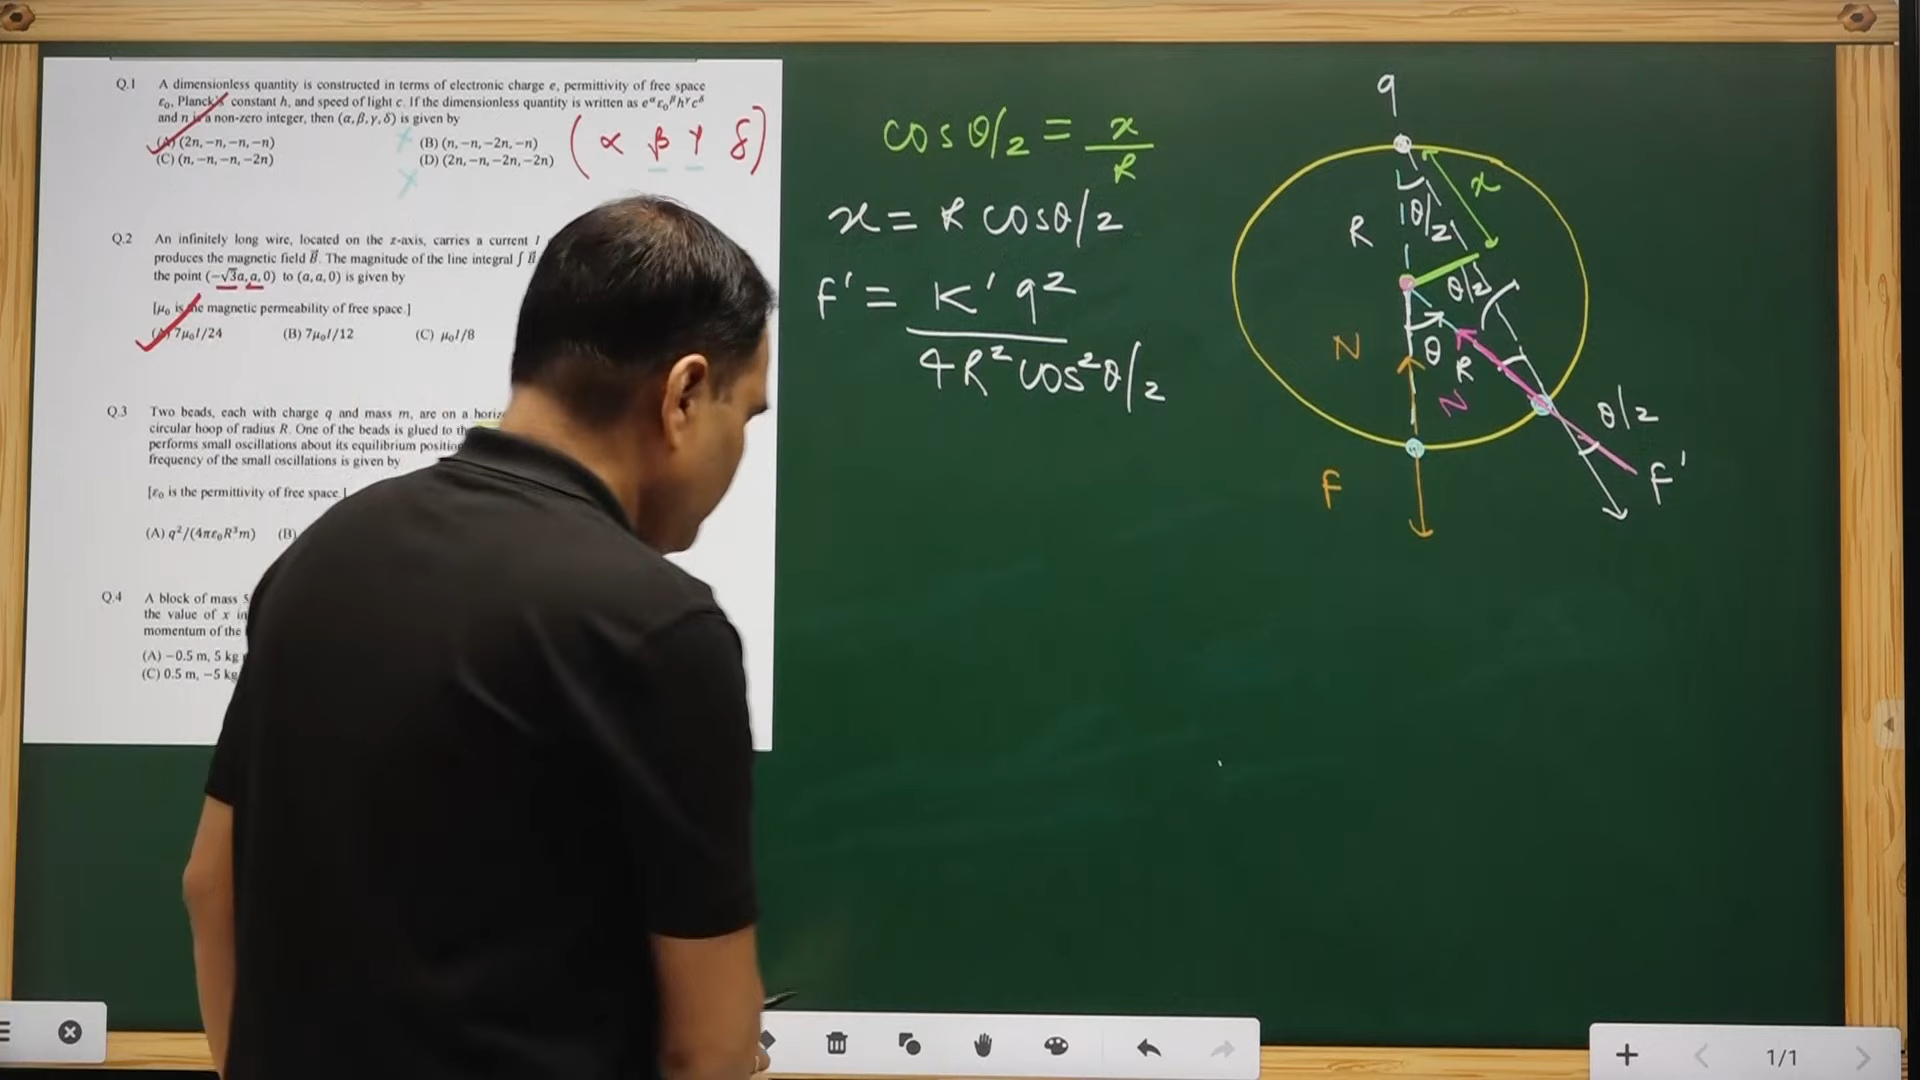 Q.1 A dimensionless quantity is constructed in terms of electronic charge e, permittivity of free space
ε₀, Planck's constant h, and speed of light c. If the dimensionless quantity is written as e^α ε₀^β h^γ c^δ
and n is a non-zero integer, then (α, β, γ, δ) is given by
(A) (2n, −n, −n, −n) (B) (n, −n, −2n, −n)
(C) (n, −n, −n, −2n) (D) (2n, −n, −2n, −2n)
(α β γ δ)
Q.2 An infinitely long wire, located on the z-axis, carries a current I
produces the magnetic field B⃗. The magnitude of the line integral ∫ B⃗
the point (−√3a, a, 0) to (a, a, 0) is given by
[μ₀ is the magnetic permeability of free space.]
(A) 7μ₀I/24 (B) 7μ₀I/12 (C) μ₀I/8
Q.3 Two beads, each with charge q and mass m, are on a
circular hoop of radius R. One of the beads is glued to
performs small oscillations about its equilibrium
frequency of the small oscillations is given by
[ε₀ is the permittivity of free space.
(A) q²/(4πε₀R³m) (B)
Q.4 A block of mass 5
the value of x in
momentum of the
(A) −0.5 m, 5 kg
(C) 0.5 m, −5 kg
cos θ/2 = x/R
x = R cosθ/2
F' = K'q² / 4R² cos²θ/2
q
x
θ/2
R
θ/2
N
θ
R
N
θ/2
F
F'
1/1